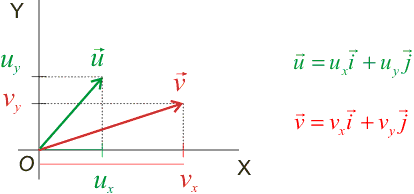 Y
u⃗
u_y
v⃗
v_y
O
X
u_x
v_x
u⃗ = u_x i⃗ + u_y j⃗
v⃗ = v_x i⃗ + v_y j⃗